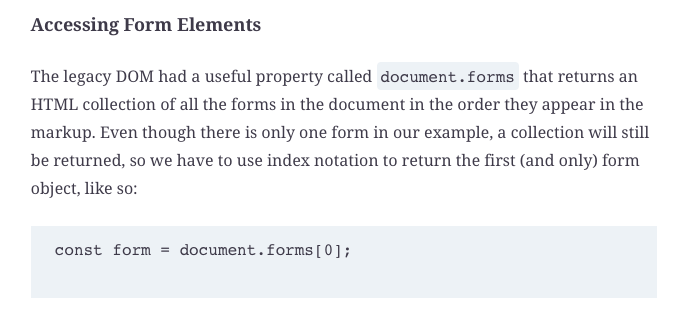 Accessing Form Elements
The legacy DOM had a useful property called document.forms that returns an
HTML collection of all the forms in the document in the order they appear in the
markup. Even though there is only one form in our example, a collection will still
be returned, so we have to use index notation to return the first (and only) form
object, like so:
const form = document.forms[0];